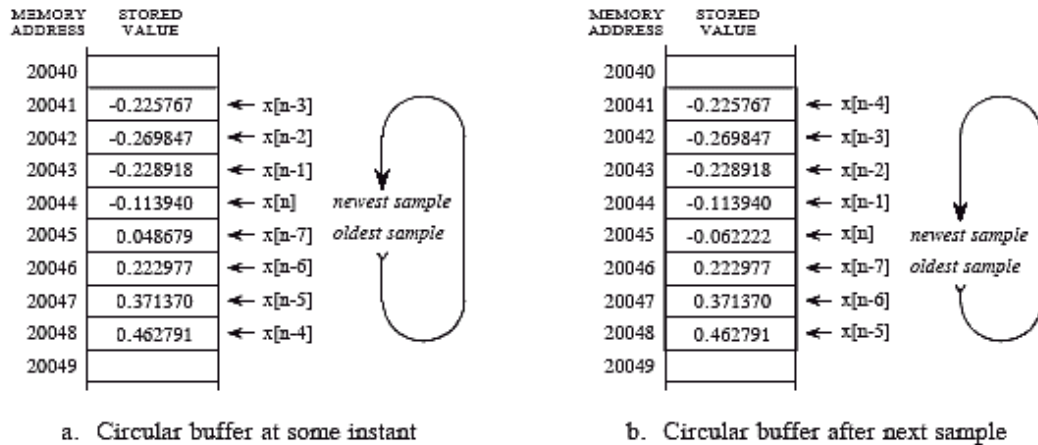 MEMORY ADDRESS STORED VALUE
20040
20041 -0.225767 x[n-3]
20042 -0.269847 x[n-2]
20043 -0.228918 x[n-1]
20044 -0.113940 x[n] newest sample
20045 0.048679 x[n-7] oldest sample
20046 0.222977 x[n-6]
20047 0.371370 x[n-5]
20048 0.462791 x[n-4]
20049
a. Circular buffer at some instant
MEMORY ADDRESS STORED VALUE
20040
20041 -0.225767 x[n-4]
20042 -0.269847 x[n-3]
20043 -0.228918 x[n-2]
20044 -0.113940 x[n-1]
20045 -0.062222 x[n] newest sample
20046 0.222977 x[n-7] oldest sample
20047 0.371370 x[n-6]
20048 0.462791 x[n-5]
20049
b. Circular buffer after next sample